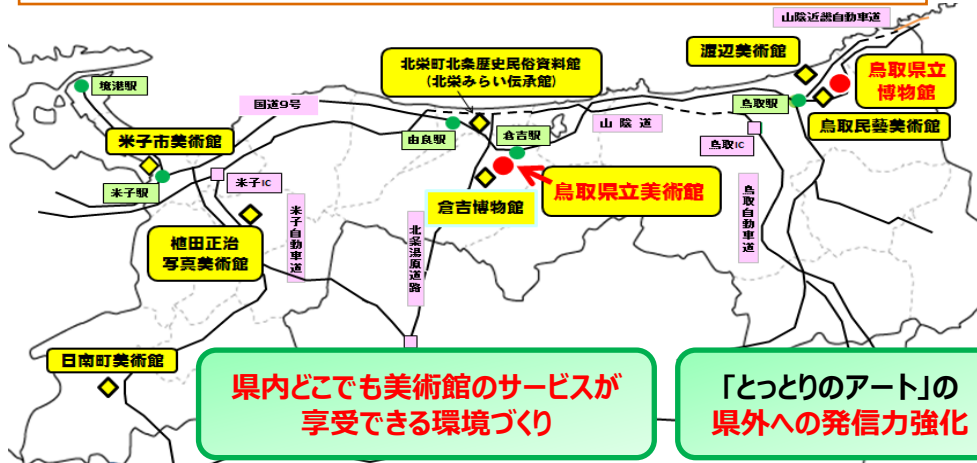 山陰近畿自動車道
渡辺美術館
北栄町北条歴史民俗資料館
(北栄みらい伝承館)
鳥取県立
博物館
境港駅
国道9号
鳥取駅
山陰道
鳥取民藝美術館
米子市美術館
由良駅
倉吉駅
鳥取IC
米子駅
米子IC
鳥取県立美術館
倉吉博物館
植田正治
写真美術館
米子自動車道
北条湯原道路
鳥取自動車道
日南町美術館
県内どこでも美術館のサービスが
享受できる環境づくり
「とっとりのアート」の
県外への発信力強化